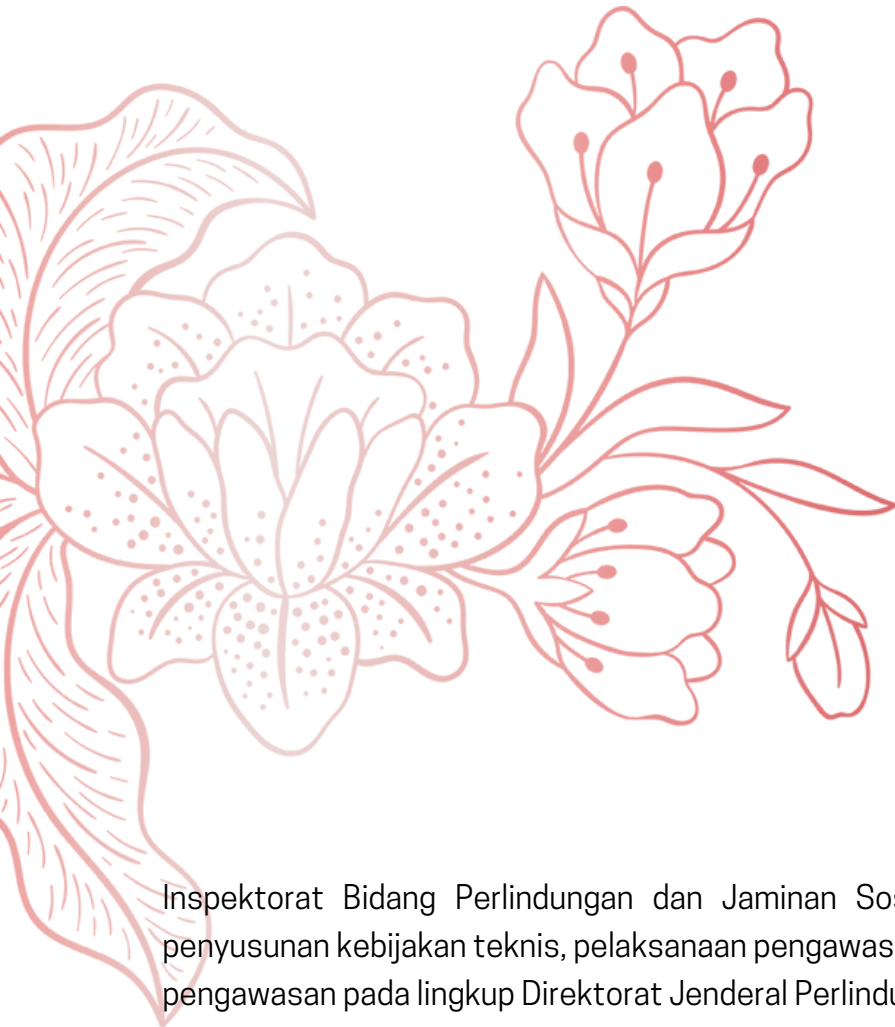 Inspektorat Bidang Perlindungan dan Jaminan
penyusunan kebijakan teknis, pelaksanaan
pengawasan pada lingkup Direktorat Jenderal